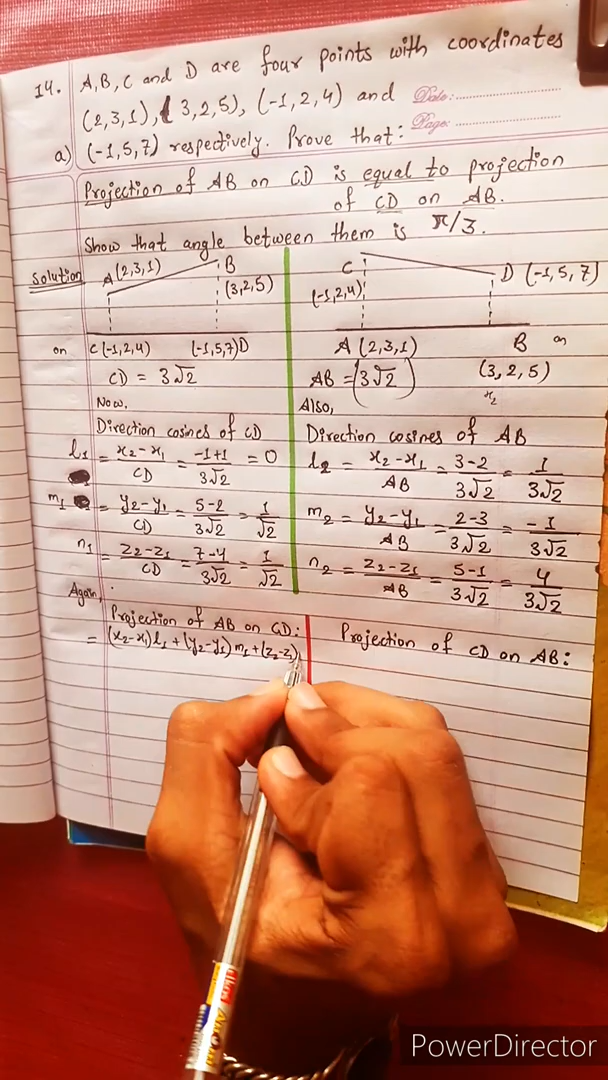 14. A, B, C and D are four points with coordinates
(2,3,1), (3,2,5), (-1,2,4) and Date:
(-1,5,7) respectively. Prove that: Page:
a) Projection of AB on CD is equal to projection
of CD on AB.
Show that angle between them is π/3.
Solution
A (2,3,1) B
(3,2,5)
on C(-1,2,4) (-1,5,7)D
CD = 3√2
Now,
Direction cosines of CD
l₁ = x₂-x₁/CD = -1+1/3√2 = 0
m₁ = y₂-y₁/CD = 5-2/3√2 = 1/√2
n₁ = z₂-z₁/CD = 7-4/3√2 = 1/√2
Again,
Projection of AB on CD:
= (x₂-x₁)l₁ + (y₂-y₁)m₁ + (z₂-z₁)
C D (-1,5,7)
(-1,2,4)
A (2,3,1) B on
AB = 3√2 (3,2,5)
x₂
Also,
Direction cosines of AB
l₂ = x₂-x₁/AB = 3-2/3√2 = 1/3√2
m₂ = y₂-y₁/AB = 2-3/3√2 = -1/3√2
n₂ = z₂-z₁/AB = 5-1/3√2 = 4/3√2
Projection of CD on AB:
PowerDirector